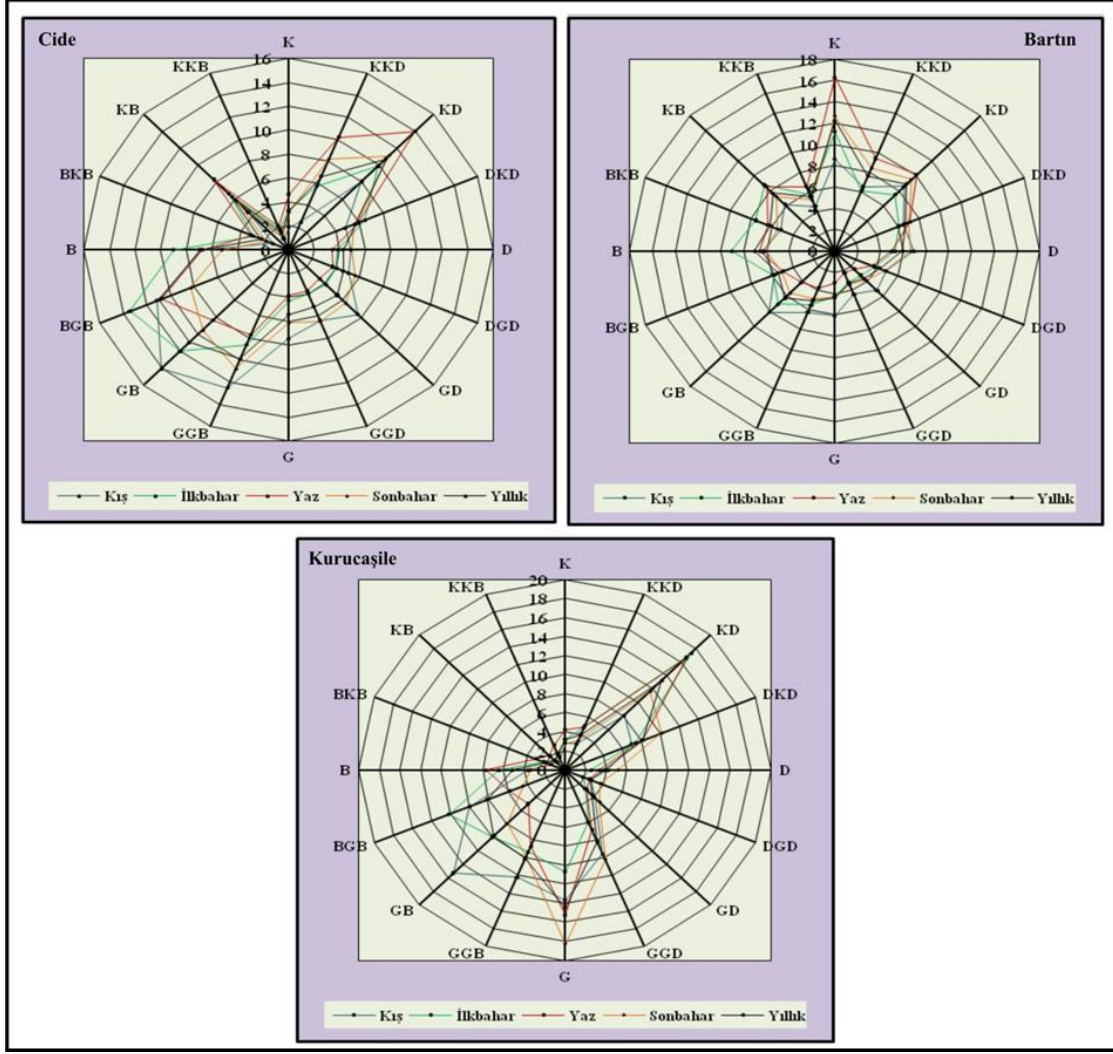 Cide
K
KKB
KKD
KB
KD
BKB
DKD
B
D
BGB
DGD
GB
GD
GGB
GGD
G
16
14
12
10
8
6
4
2
0
Kış İlkbahar Yaz Sonbahar Yıllık
Bartın
K
KKB
KKD
KB
KD
BKB
DKD
B
D
BGB
DGD
GB
GD
GGB
GGD
G
18
16
14
12
10
8
6
4
2
0
Kış İlkbahar Yaz Sonbahar Yıllık
Kurucaşile
K
KKB
KKD
KB
KD
BKB
DKD
B
D
BGB
DGD
GB
GD
GGB
GGD
G
20
18
16
14
12
10
8
6
4
2
0
Kış İlkbahar Yaz Sonbahar Yıllık